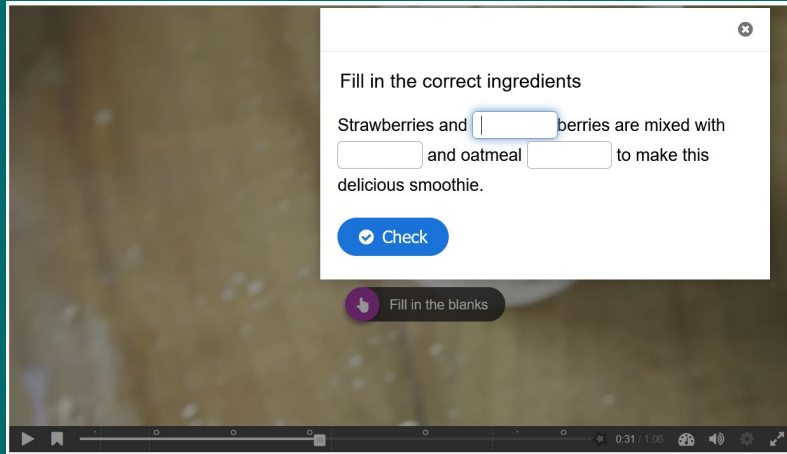 Fill in the correct ingredients
Strawberries and berries are mixed with
and oatmeal to make this
delicious smoothie.
Check
Fill in the blanks
0:31 / 1:06